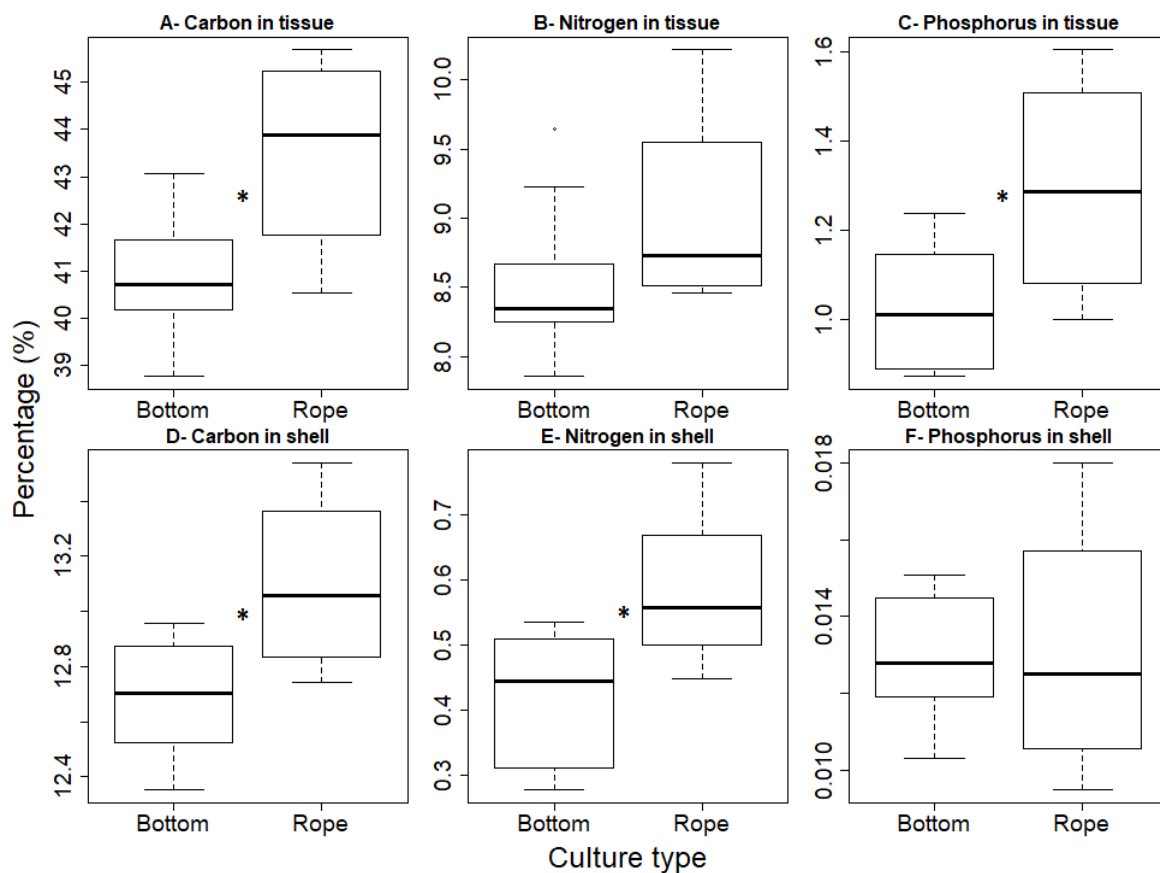 A- Carbon in tissue
B- Nitrogen in tissue
C- Phosphorus in tissue
45
44
43
42
41
40
39
*
Bottom
Rope
10.0
9.5
9.0
8.5
8.0
Bottom
Rope
1.6
1.4
1.2
1.0
*
Bottom
Rope
Percentage (%)
D- Carbon in shell
E- Nitrogen in shell
F- Phosphorus in shell
13.2
12.8
12.4
*
Bottom
Rope
0.7
0.6
0.5
0.4
0.3
*
Bottom
Rope
0.018
0.014
0.010
Bottom
Rope
Culture type